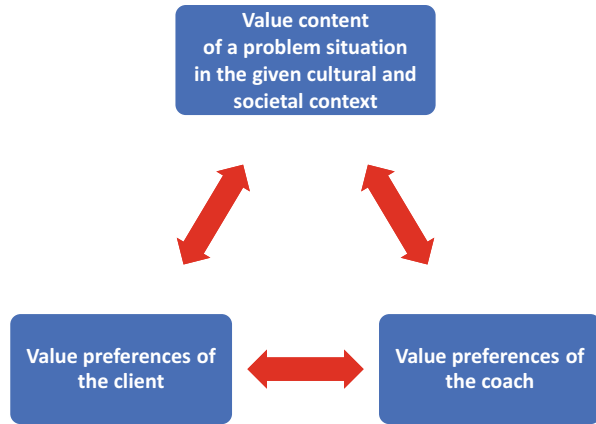 Value content
of a problem situation
in the given cultural and
societal context
Value preferences of
the client
Value preferences of
the coach